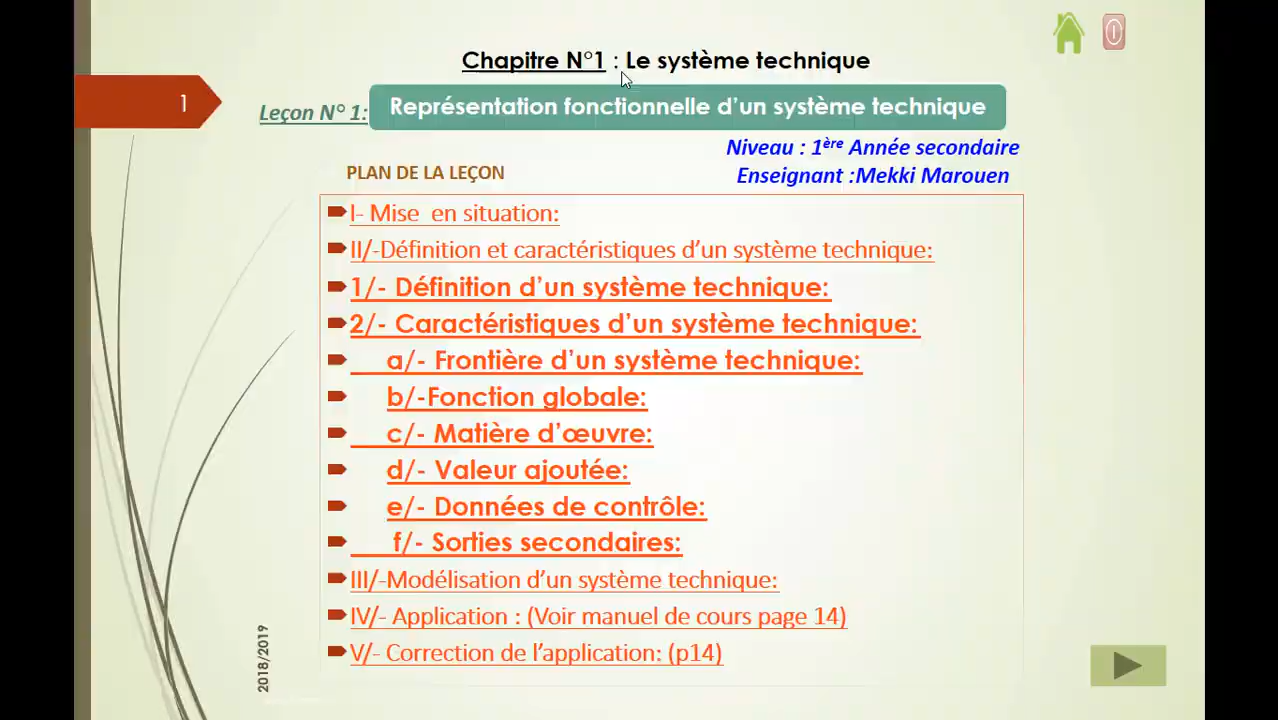 Chapitre N°1 : Le système technique
1
Leçon N° 1:
Représentation fonctionnelle d’un système technique
Niveau : 1ère Année secondaire
Enseignant :Mekki Marouen
PLAN DE LA LEÇON
I- Mise en situation:
II/-Définition et caractéristiques d’un système technique:
1/- Définition d’un système technique:
2/- Caractéristiques d’un système technique:
a/- Frontière d’un système technique:
b/-Fonction globale:
c/- Matière d’œuvre:
d/- Valeur ajoutée:
e/- Données de contrôle:
f/- Sorties secondaires:
III/-Modélisation d’un système technique:
IV/- Application : (Voir manuel de cours page 14)
V/- Correction de l’application: (p14)
2018/2019